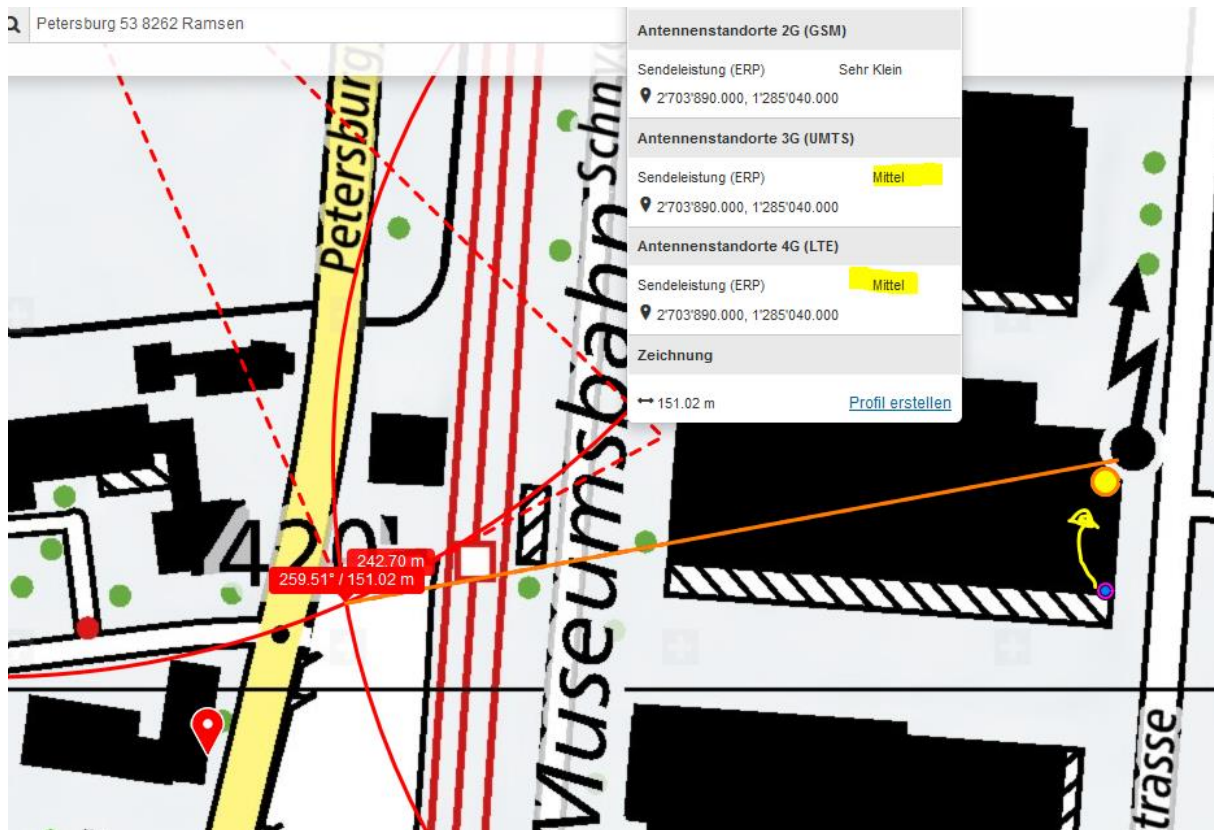 Petersburg 53 8262 Ramsen
Antennenstandorte 2G (GSM)
Sendeleistung (ERP) Sehr Klein
2'703'890.000, 1'285'040.000
Antennenstandorte 3G (UMTS)
Sendeleistung (ERP) Mittel
2'703'890.000, 1'285'040.000
Antennenstandorte 4G (LTE)
Sendeleistung (ERP) Mittel
2'703'890.000, 1'285'040.000
Zeichnung
151.02 m Profil erstellen
Petersburg
Museumsbahn Schn
420
242.70 m
259.51° / 151.02 m
trasse